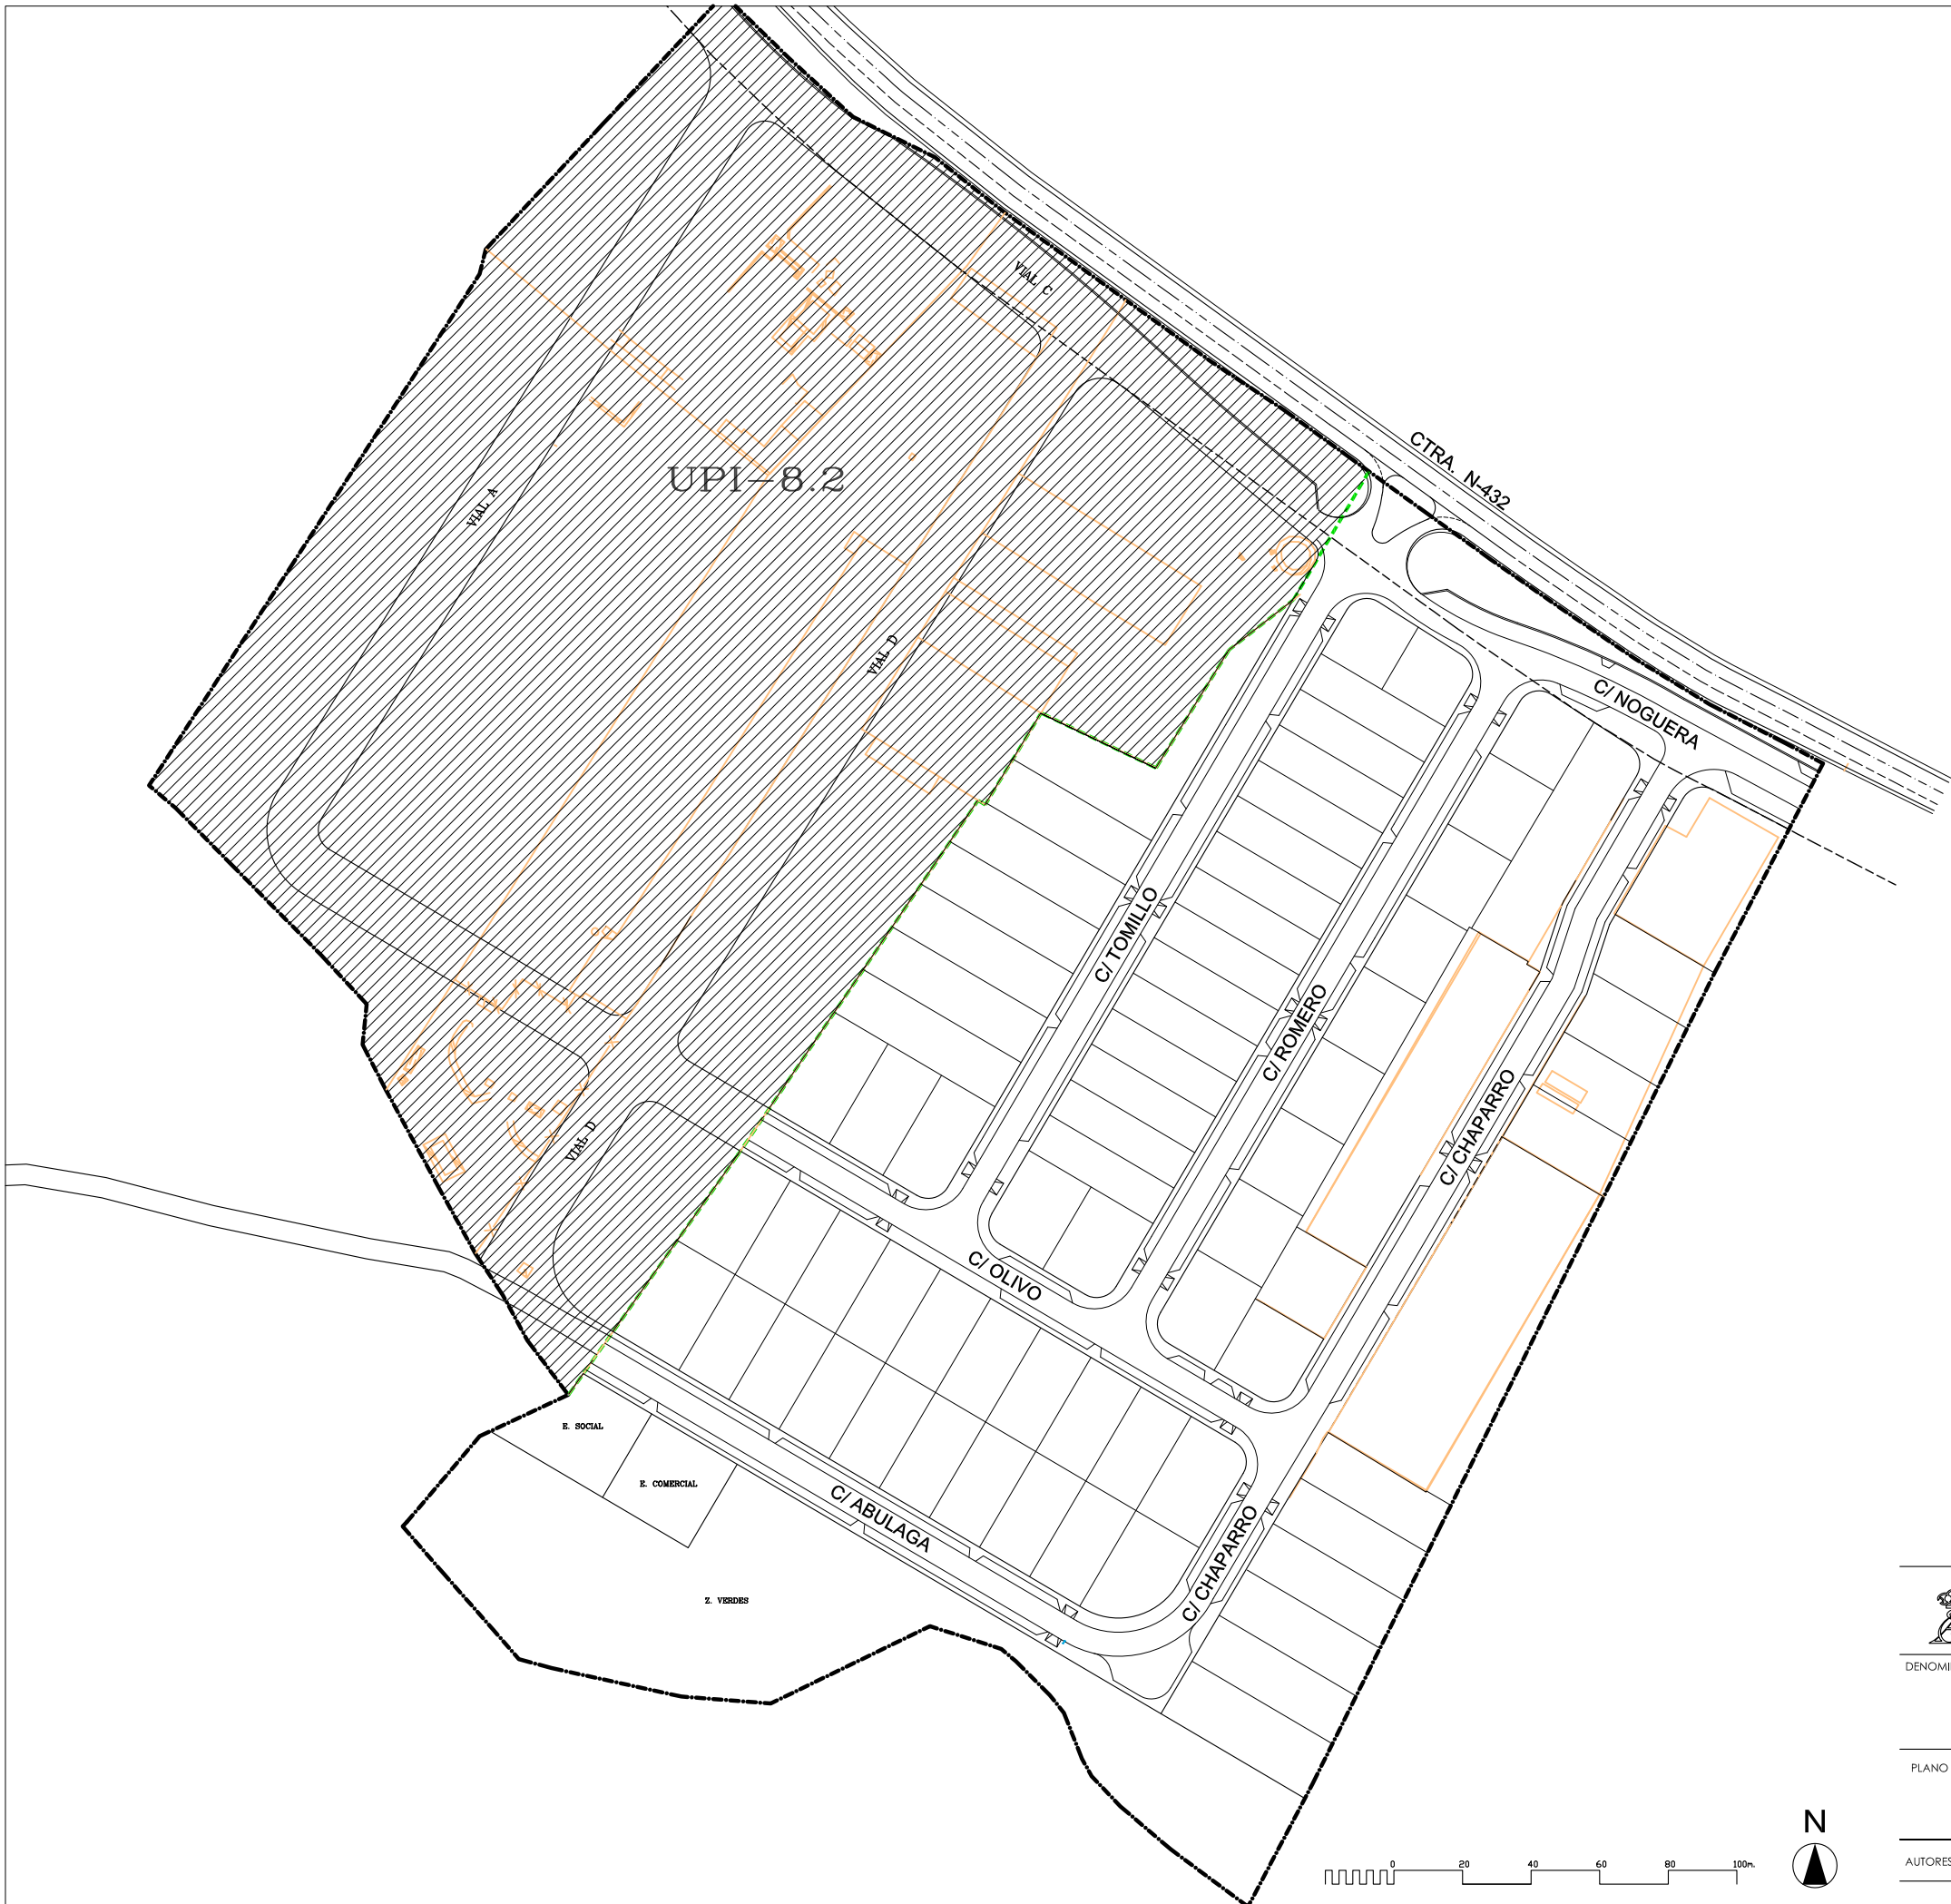 VIAL C
CTRA. N-432
UPI-8.2
VIAL A
VIAL D
C/ NOGUERA
C/ TOMILLO
C/ ROMERO
C/ CHAPARRO
VIAL D
C/ OLIVO
E. SOCIAL
E. COMERCIAL
C/ ABULAGA
C/ CHAPARRO
Z. VERDES
PLANO
N
0 20 40 60 80 100m.
AUTORES